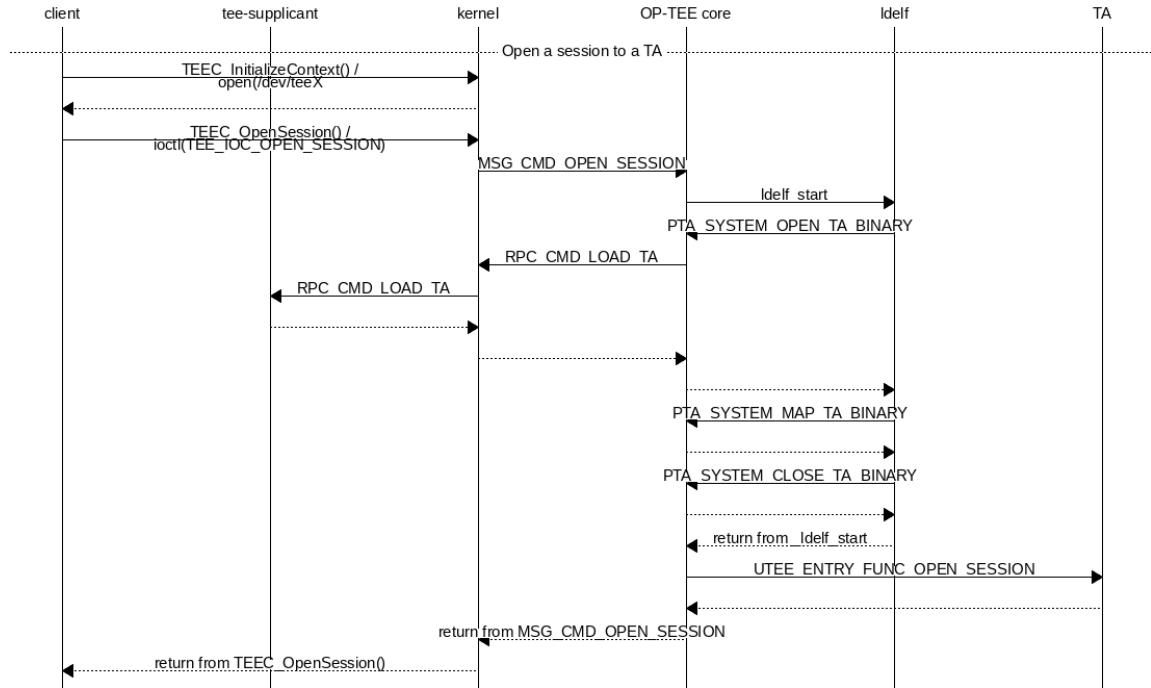 client tee-supplicant kernel OP-TEE core ldelf TA
Open a session to a TA
TEEC_InitializeContext() /
open(/dev/teeX
TEEC_OpenSession() /
ioctl(TEE_IOC_OPEN_SESSION)
MSG_CMD_OPEN_SESSION
ldelf_start
PTA_SYSTEM_OPEN_TA_BINARY
RPC_CMD_LOAD_TA
RPC_CMD_LOAD_TA
PTA_SYSTEM_MAP_TA_BINARY
PTA_SYSTEM_CLOSE_TA_BINARY
return from _ldelf_start
UTEE_ENTRY_FUNC_OPEN_SESSION
return from MSG_CMD_OPEN_SESSION
return from TEEC_OpenSession()